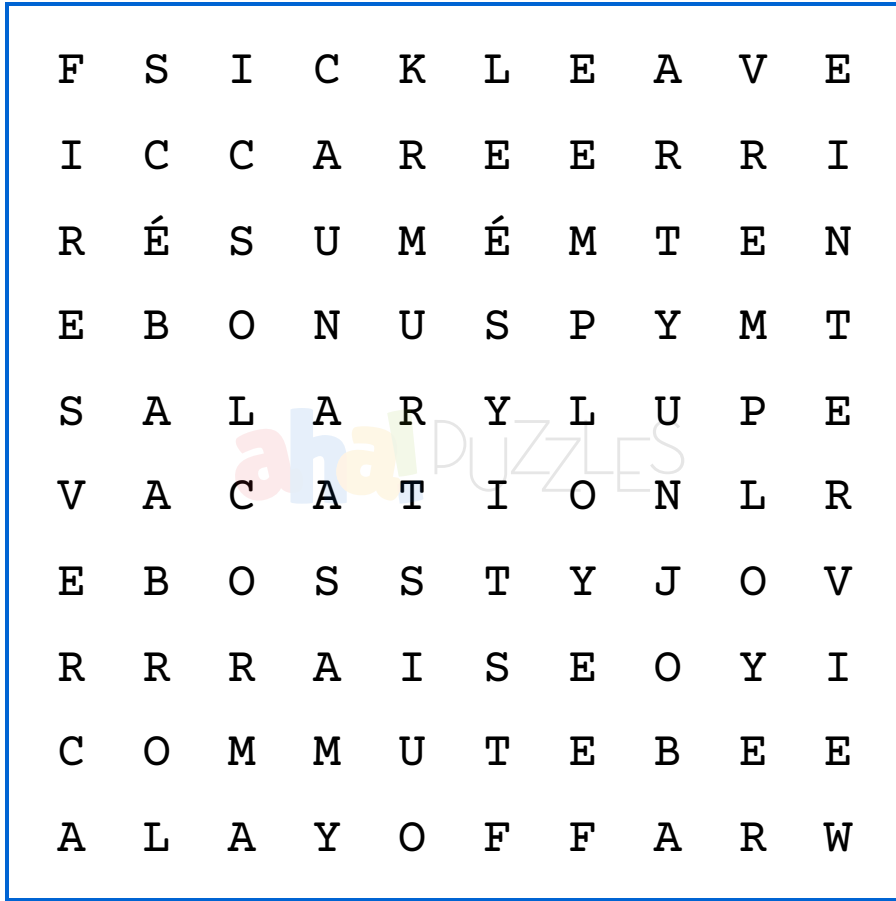 F S I C K L E A V E
I C C A R E E R R I
R É S U M É M T E N
E B O N U S P Y M T
S A L A R Y L U P E
aha! PUZZLES
V A C A T I O N L R
E B O S S T Y J O V
R R R A I S E O Y I
C O M M U T E B E E
A L A Y O F F A R W